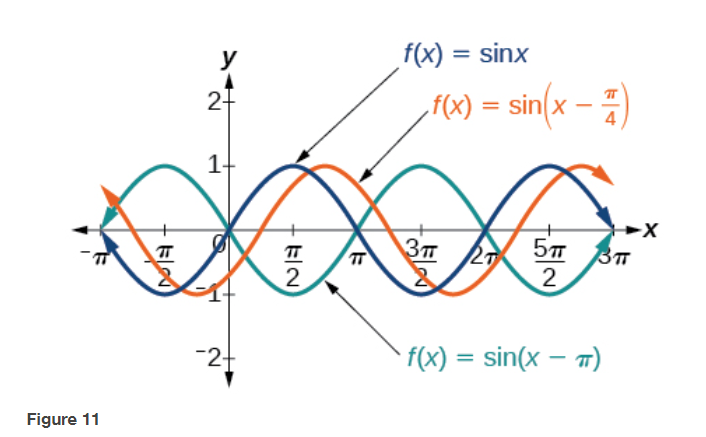 y
f(x) = sinx
f(x) = sin(x − π/4)
2
1
−π
−π/2
0
π/2
π
3π/2
2π
5π/2
3π
x
−1
−2
f(x) = sin(x − π)
Figure 11